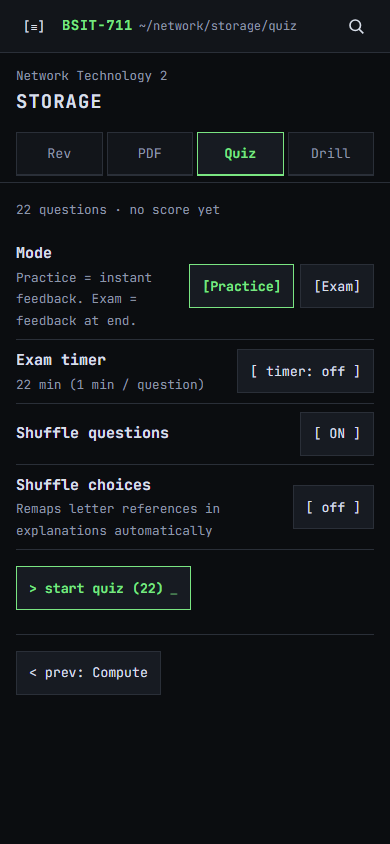 [≡] BSIT-711 ~/network/storage/quiz
Network Technology 2
STORAGE
Rev PDF Quiz Drill
22 questions · no score yet
Mode
Practice = instant
feedback. Exam =
feedback at end.
[Practice] [Exam]
Exam timer
22 min (1 min / question)
[ timer: off ]
Shuffle questions
[ ON ]
Shuffle choices
Remaps letter references in
explanations automatically
[ off ]
> start quiz (22) _
< prev: Compute